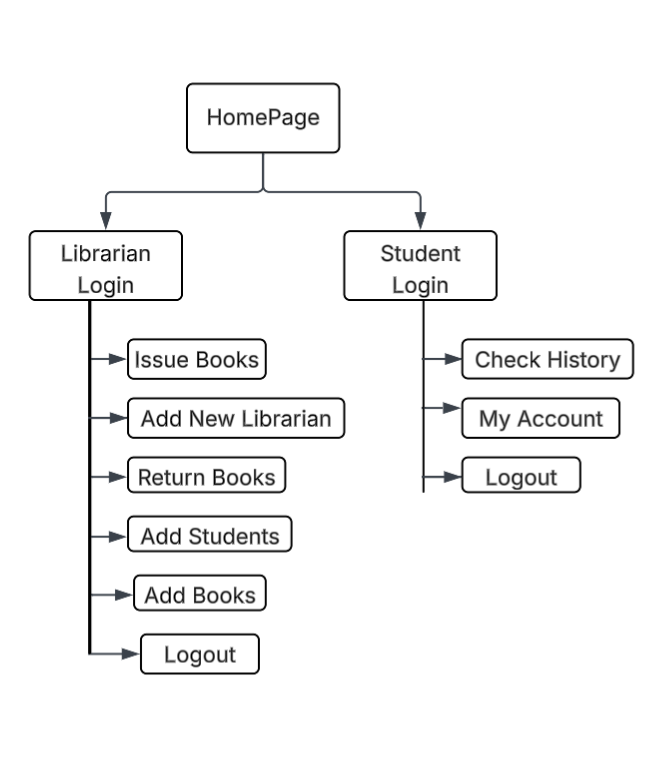 HomePage
Librarian
Login
Student
Login
Issue Books
Add New Librarian
Return Books
Add Students
Add Books
Logout
Check History
My Account
Logout